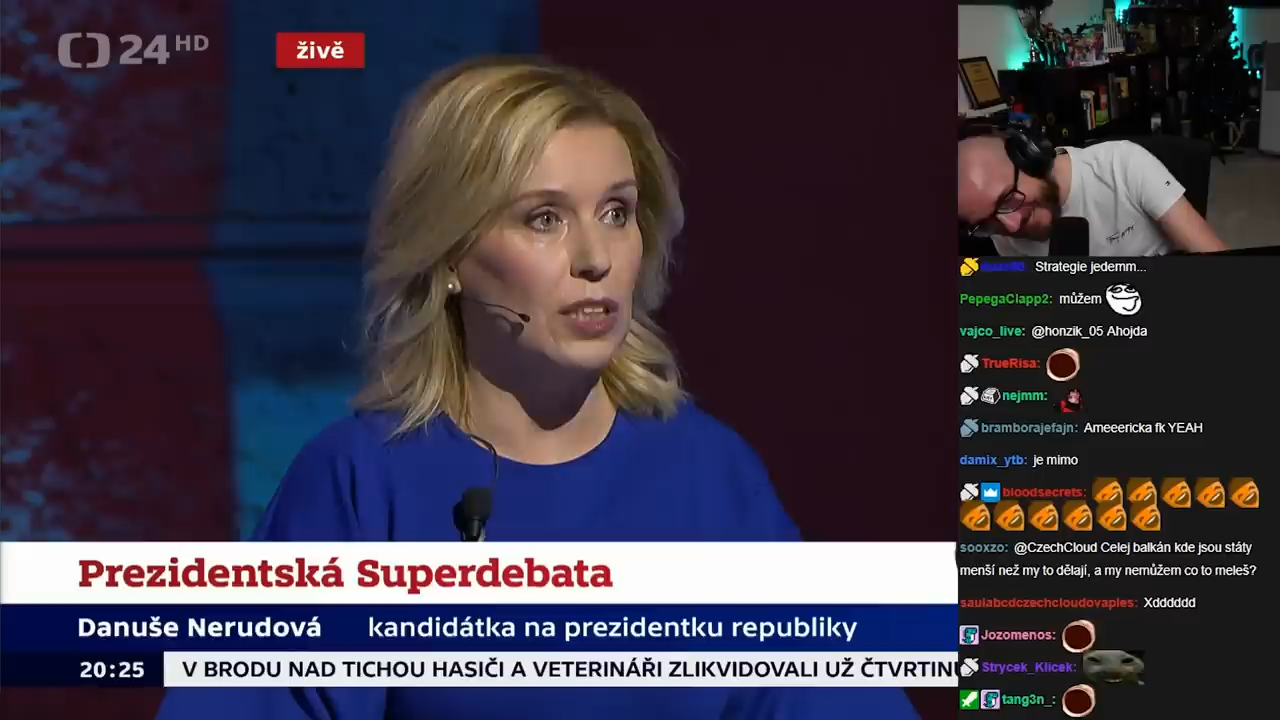 24 HD
živě
Prezidentská Superdebata
Danuše Nerudová kandidátka na prezidentku republiky
20:25 V BRODU NAD TICHOU HASIČI A VETERINÁŘI ZLIKVIDOVALI UŽ ČTVRTINU
Strategie jedemm...
PepegaClapp2: můžem
vajco_live: @honzik_05 Ahojda
TrueRisa:
nejmm:
bramborajefajn: Ameeericka fk YEAH
damix_ytb: je mimo
bloodsecrets:
sooxzo: @CzechCloud Celej balkán kde jsou státy
menší než my to dělají, a my nemůžem co to meleš?
saulabcdczechcloudovaples: Xdddddd
Jozomenos:
Strycek_Klicek:
tang3n_: